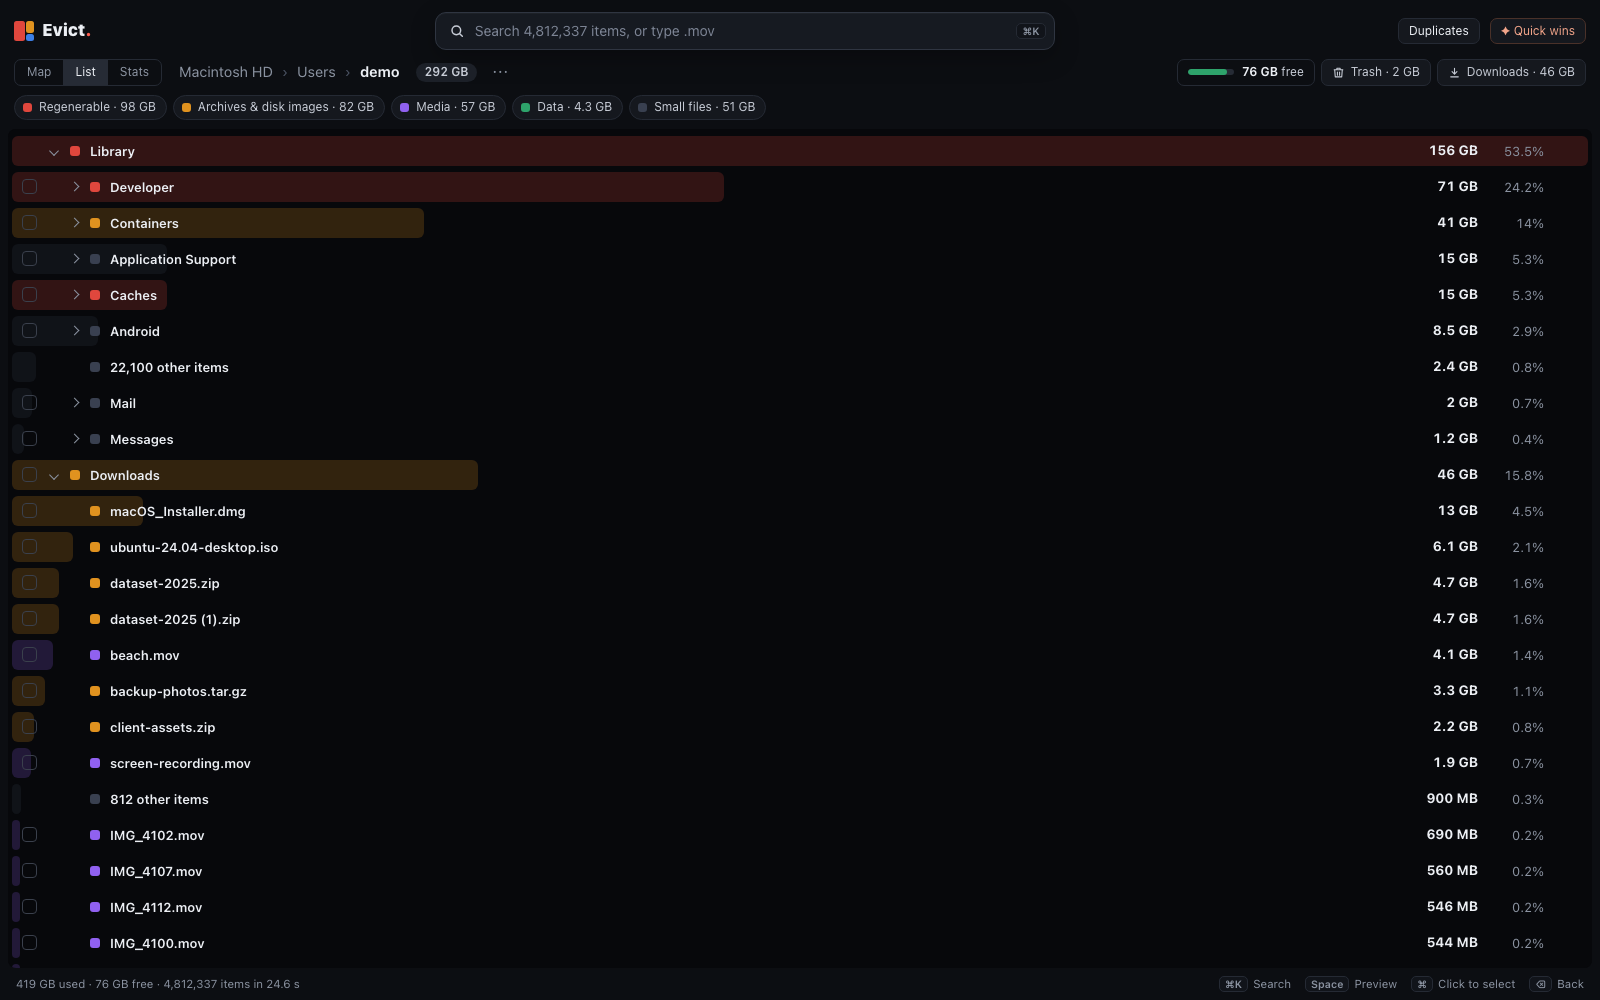 Evict.
Search 4,812,337 items, or type .mov
⌘K
Duplicates
✦ Quick wins
Map
List
Stats
Macintosh HD › Users › demo
292 GB
···
76 GB free
Trash · 2 GB
Downloads · 46 GB
Regenerable · 98 GB
Archives & disk images · 82 GB
Media · 57 GB
Data · 4.3 GB
Small files · 51 GB
Library 156 GB 53.5%
Developer 71 GB 24.2%
Containers 41 GB 14%
Application Support 15 GB 5.3%
Caches 15 GB 5.3%
Android 8.5 GB 2.9%
22,100 other items 2.4 GB 0.8%
Mail 2 GB 0.7%
Messages 1.2 GB 0.4%
Downloads 46 GB 15.8%
macOS_Installer.dmg 13 GB 4.5%
ubuntu-24.04-desktop.iso 6.1 GB 2.1%
dataset-2025.zip 4.7 GB 1.6%
dataset-2025 (1).zip 4.7 GB 1.6%
beach.mov 4.1 GB 1.4%
backup-photos.tar.gz 3.3 GB 1.1%
client-assets.zip 2.2 GB 0.8%
screen-recording.mov 1.9 GB 0.7%
812 other items 900 MB 0.3%
IMG_4102.mov 690 MB 0.2%
IMG_4107.mov 560 MB 0.2%
IMG_4112.mov 546 MB 0.2%
IMG_4100.mov 544 MB 0.2%
419 GB used · 76 GB free · 4,812,337 items in 24.6 s
⌘K Search
Space Preview
⌘ Click to select
⌫ Back